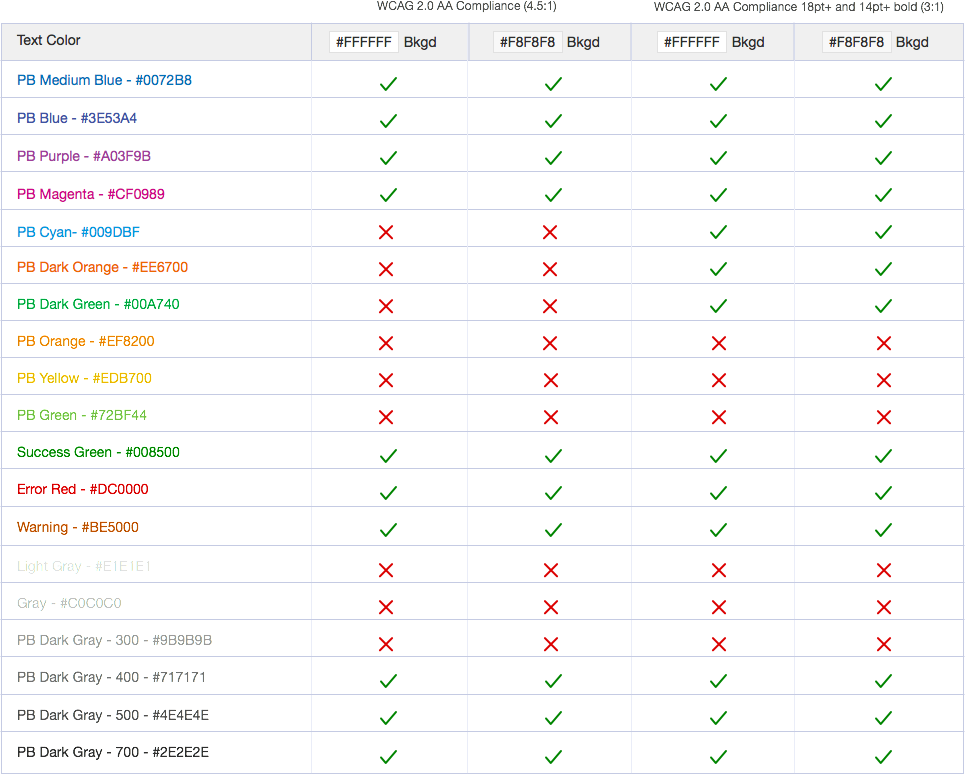 WCAG 2.0 AA Compliance (4.5:1) WCAG 2.0 AA Compliance 18pt+ and 14pt+ bold (3:1)
Text Color #FFFFFF Bkgd #F8F8F8 Bkgd #FFFFFF Bkgd #F8F8F8 Bkgd
PB Medium Blue - #0072B8
PB Blue - #3E53A4
PB Purple - #A03F9B
PB Magenta - #CF0989
PB Cyan- #009DBF
PB Dark Orange - #EE6700
PB Dark Green - #00A740
PB Orange - #EF8200
PB Yellow - #EDB700
PB Green - #72BF44
Success Green - #008500
Error Red - #DC0000
Warning - #BE5000
Light Gray - #E1E1E1
Gray - #C0C0C0
PB Dark Gray - 300 - #9B9B9B
PB Dark Gray - 400 - #717171
PB Dark Gray - 500 - #4E4E4E
PB Dark Gray - 700 - #2E2E2E